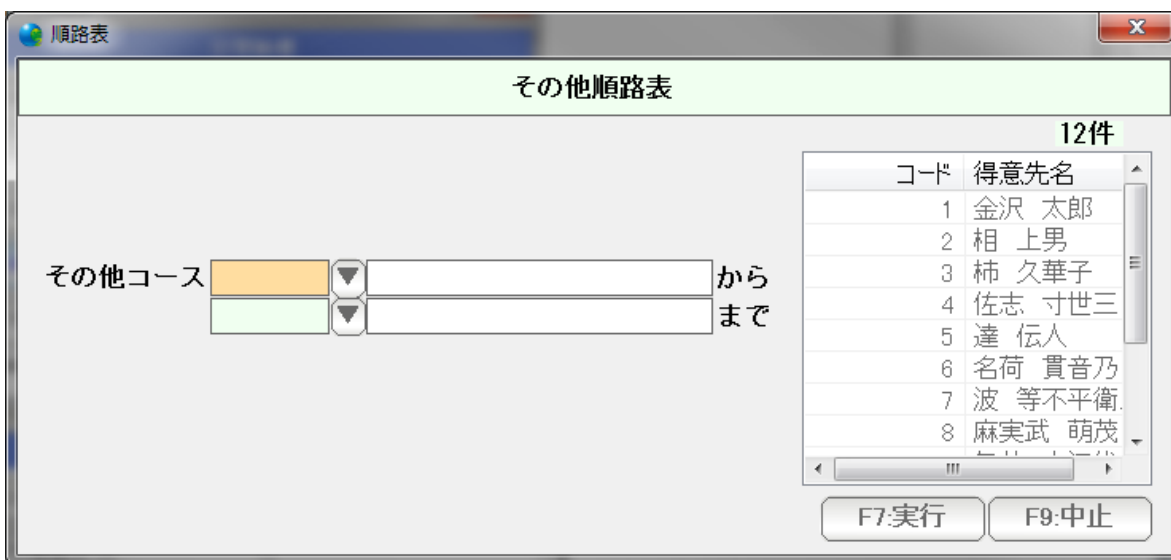 順路表
その他順路表
12件
コード 得意先名
1 金沢 太郎
2 相 上男
3 柿 久華子
4 佐志 寸世三
5 達 伝人
6 名荷 貫音乃
7 波 等不平衛
8 麻実武 萌茂
その他コース から
まで
F7:実行 F9:中止